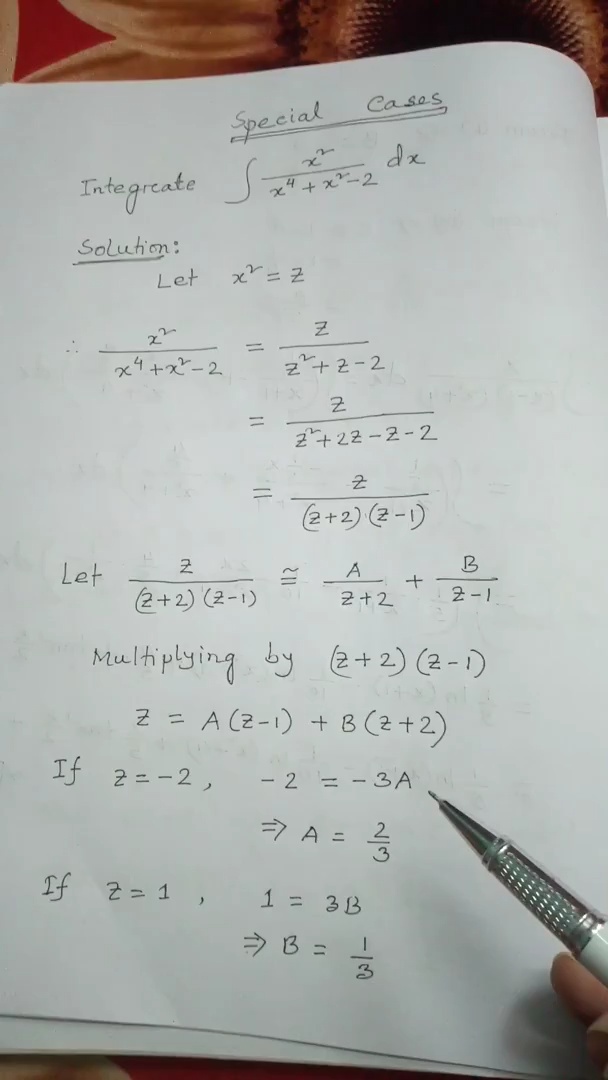 Special Cases
Integrcate ∫ x²/(x⁴+x²-2) dx
Solution:
Let x² = z
∴ x²/(x⁴+x²-2) = z/(z²+z-2)
= z/(z²+2z-z-2)
= z/((z+2)(z-1))
Let z/((z+2)(z-1)) ≅ A/(z+2) + B/(z-1)
Multiplying by (z+2)(z-1)
z = A(z-1) + B(z+2)
If z = -2, -2 = -3A
⇒ A = 2/3
If z = 1, 1 = 3B
⇒ B = 1/3